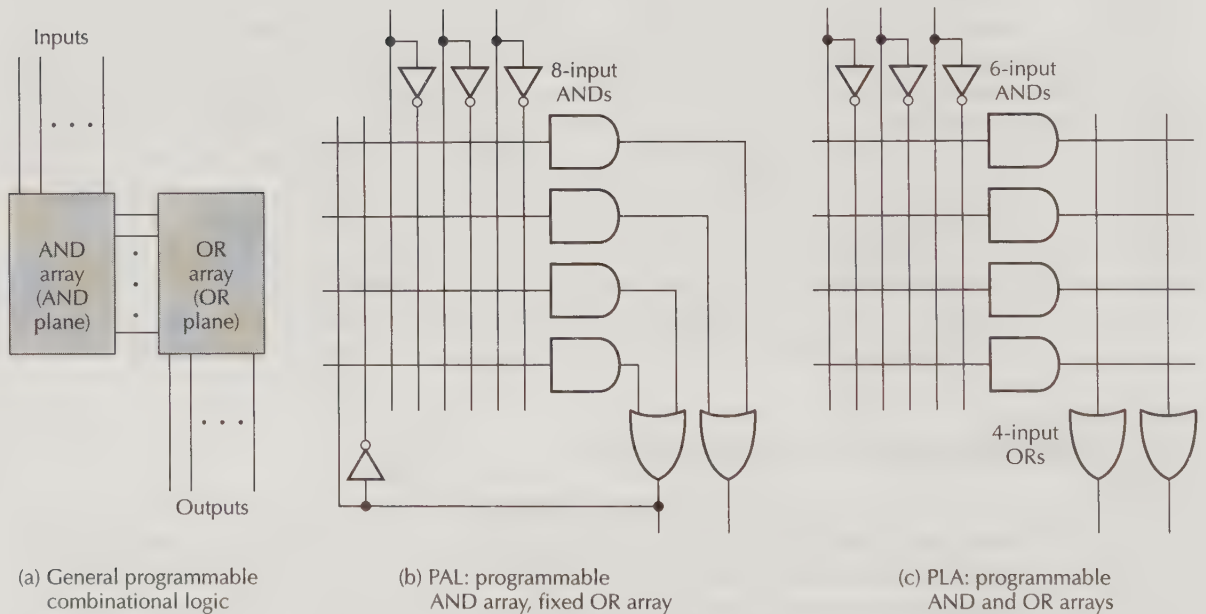 Inputs
. . .
AND
array
(AND
plane)
OR
array
(OR
plane)
. . .
Outputs
(a) General programmable
combinational logic
8-input
ANDs
(b) PAL: programmable
AND array, fixed OR array
6-input
ANDs
4-input
ORs
(c) PLA: programmable
AND and OR arrays